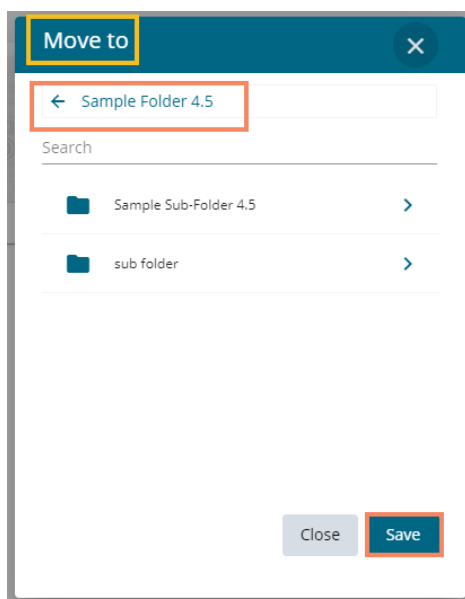 Move to
Sample Folder 4.5
Search
Sample Sub-Folder 4.5
sub folder
Close Save